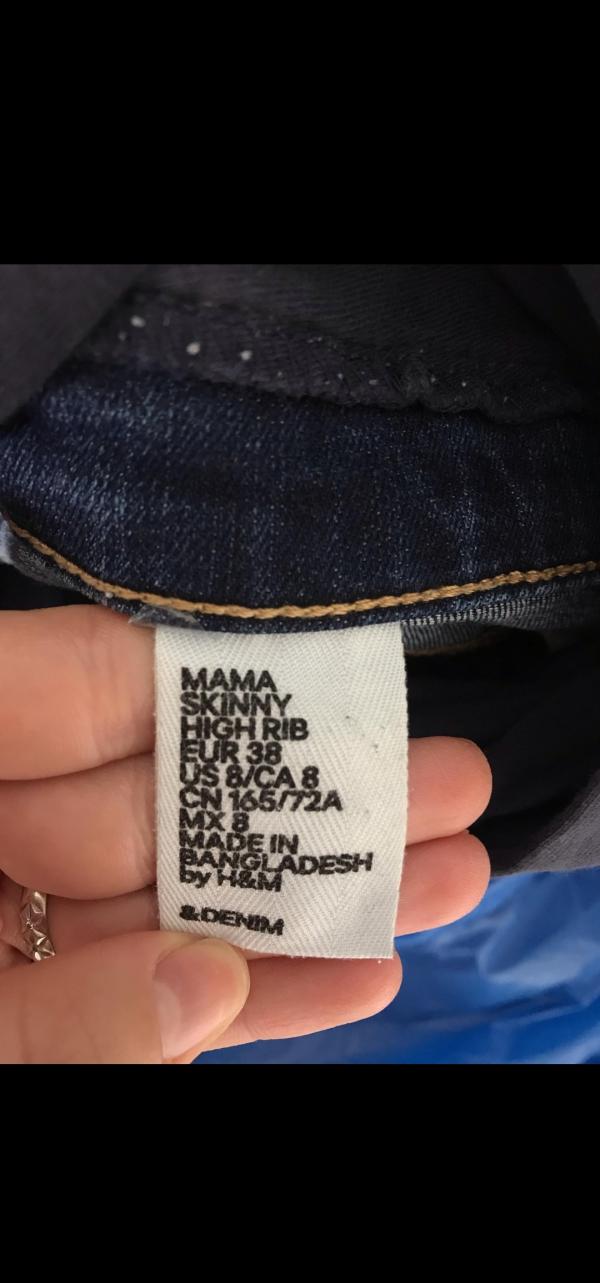 MAMA
SKINNY
HIGH RIB
EUR 38
US 8/CA 8
CN 165/72A
MX 8
MADE IN
BANGLADESH
by H&M
&DENIM